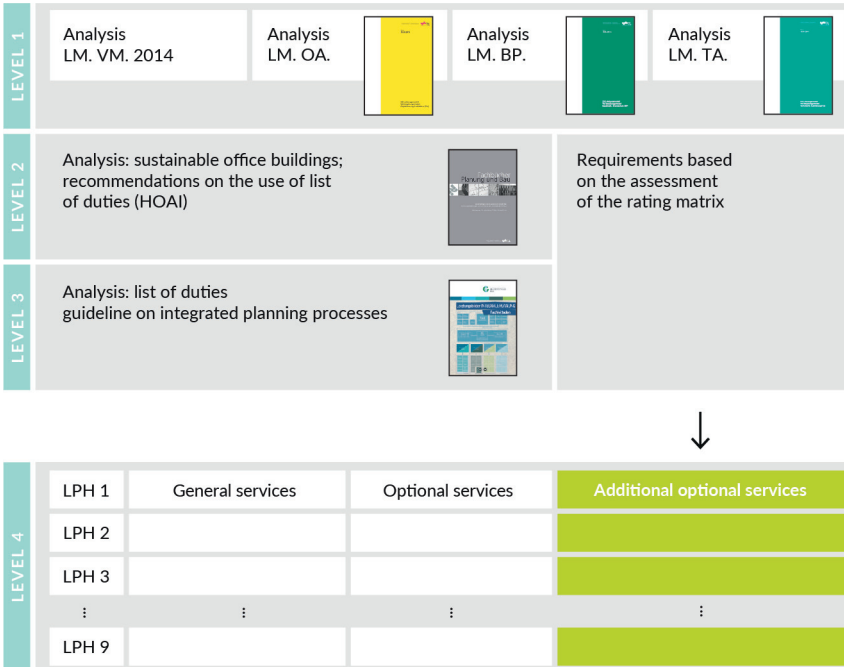 LEVEL 1
Analysis
LM. VM. 2014
Analysis
LM. OA.
Analysis
LM. BP.
Analysis
LM. TA.
LEVEL 2
Analysis: sustainable office buildings;
recommendations on the use of list
of duties (HOAI)
Planung and Bau
Requirements based
on the assessment
of the rating matrix
LEVEL 3
Analysis: list of duties
guideline on integrated planning processes
LEVEL 4
LPH 1
General services
Optional services
Additional optional services
LPH 2
LPH 3
⋮ ⋮ ⋮ ⋮
LPH 9